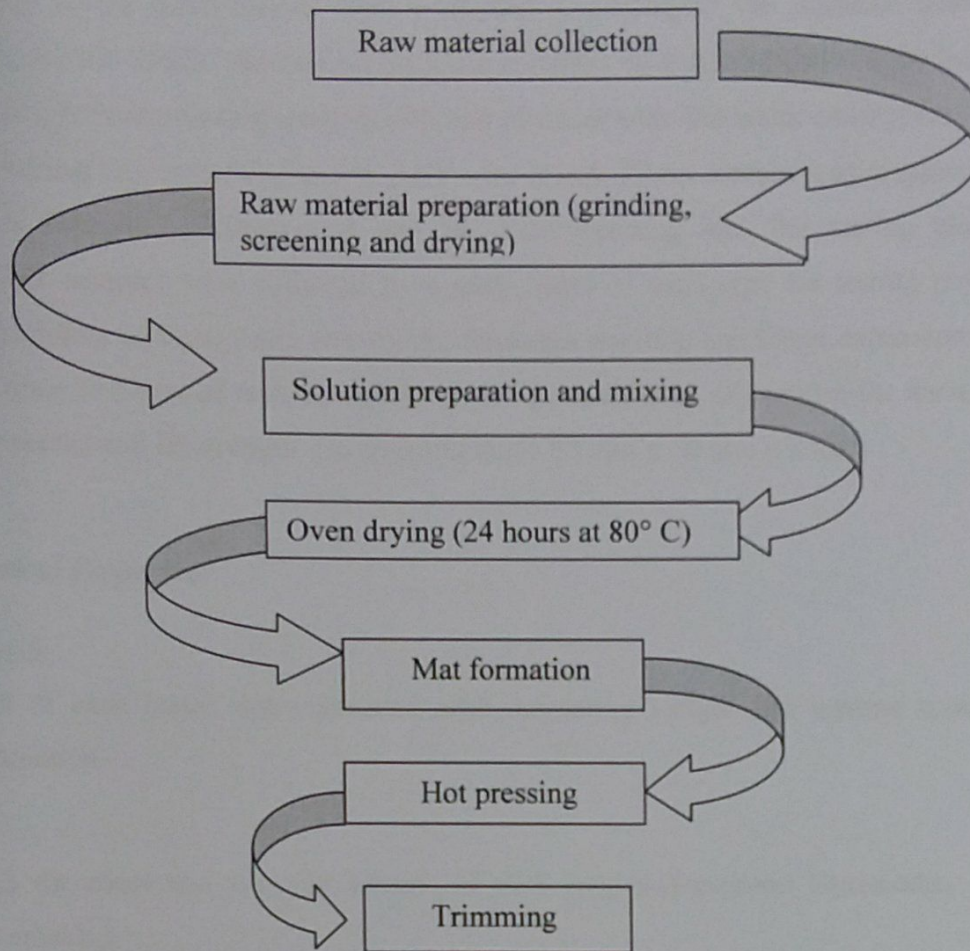 Raw material collection
Raw material preparation (grinding,
screening and drying)
Solution preparation and mixing
Oven drying (24 hours at 80° C)
Mat formation
Hot pressing
Trimming